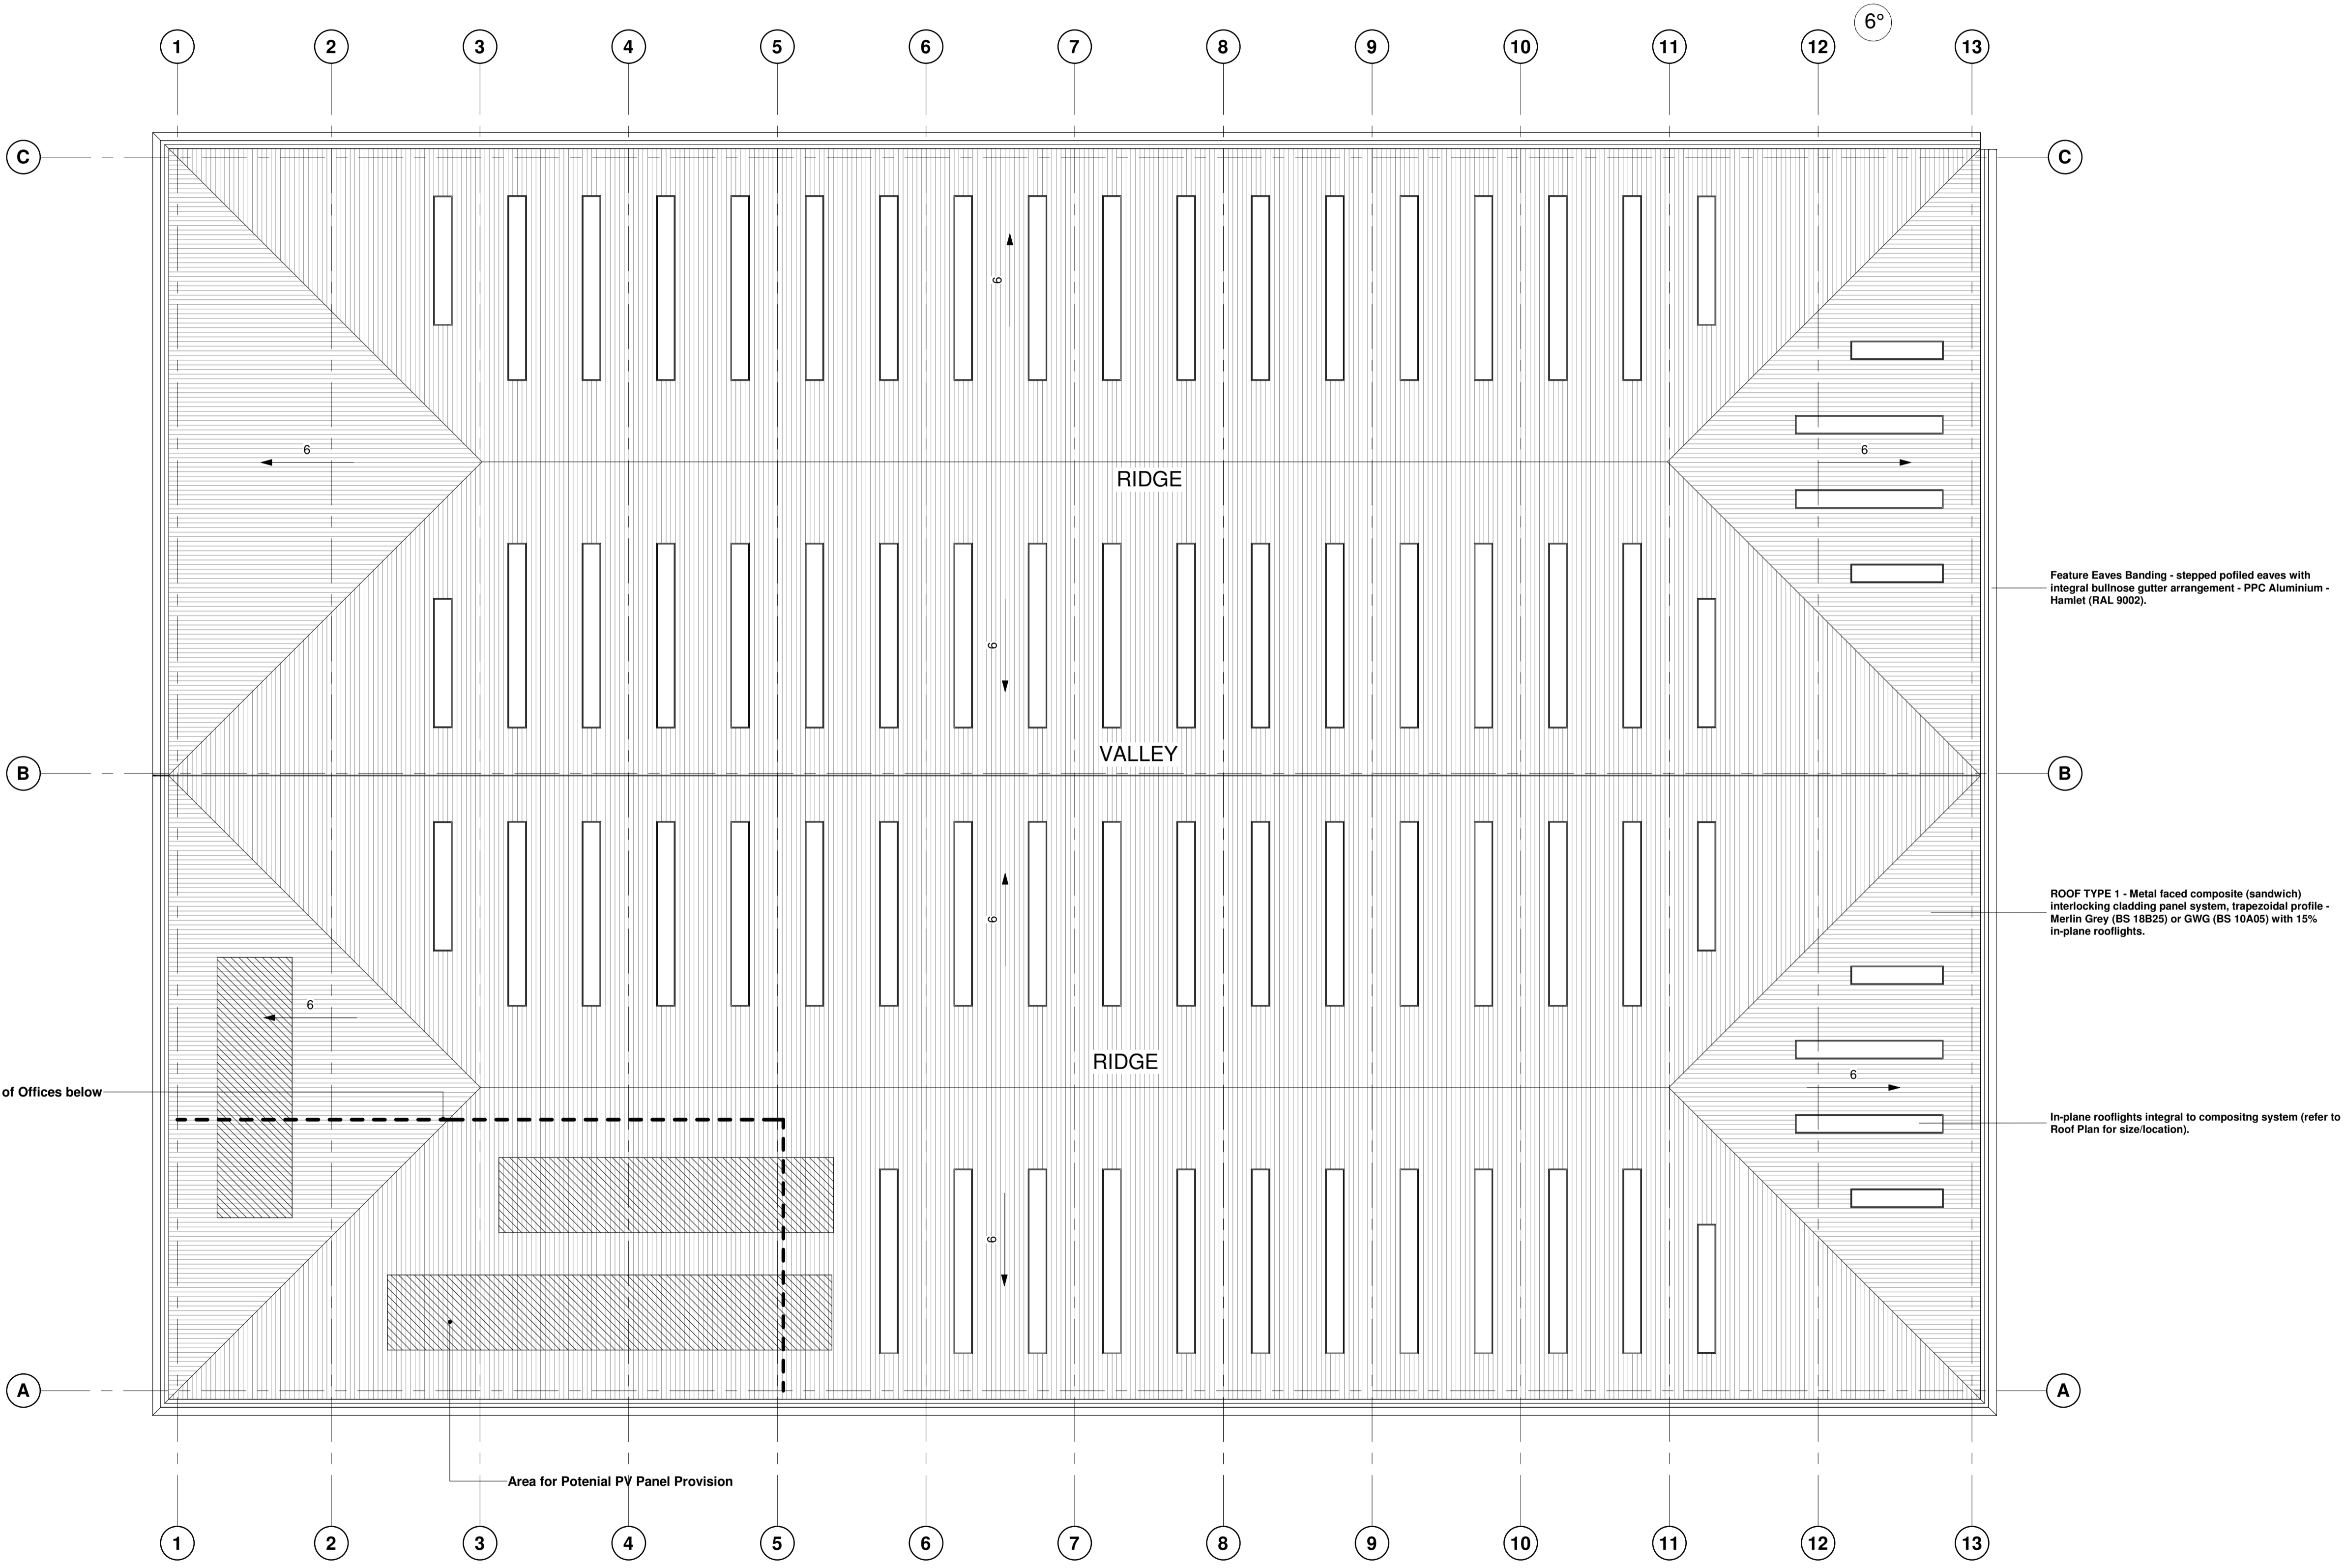 6°
1 2 3 4 5 6 7 8 9 10 11 12 13
C C
6
6 6
RIDGE
Feature Eaves Banding - stepped pofiled eaves with
integral bullnose gutter arrangement - PPC Aluminium -
Hamlet (RAL 9002).
6
VALLEY
B B
ROOF TYPE 1 - Metal faced composite (sandwich)
interlocking cladding panel system, trapezoidal profile -
Merlin Grey (BS 18B25) or GWG (BS 10A05) with 15%
in-plane rooflights.
6
6
RIDGE
6
of Offices below
In-plane rooflights integral to compositng system (refer to
Roof Plan for size/location).
6
A A
Area for Potenial PV Panel Provision
1 2 3 4 5 6 7 8 9 10 11 12 13